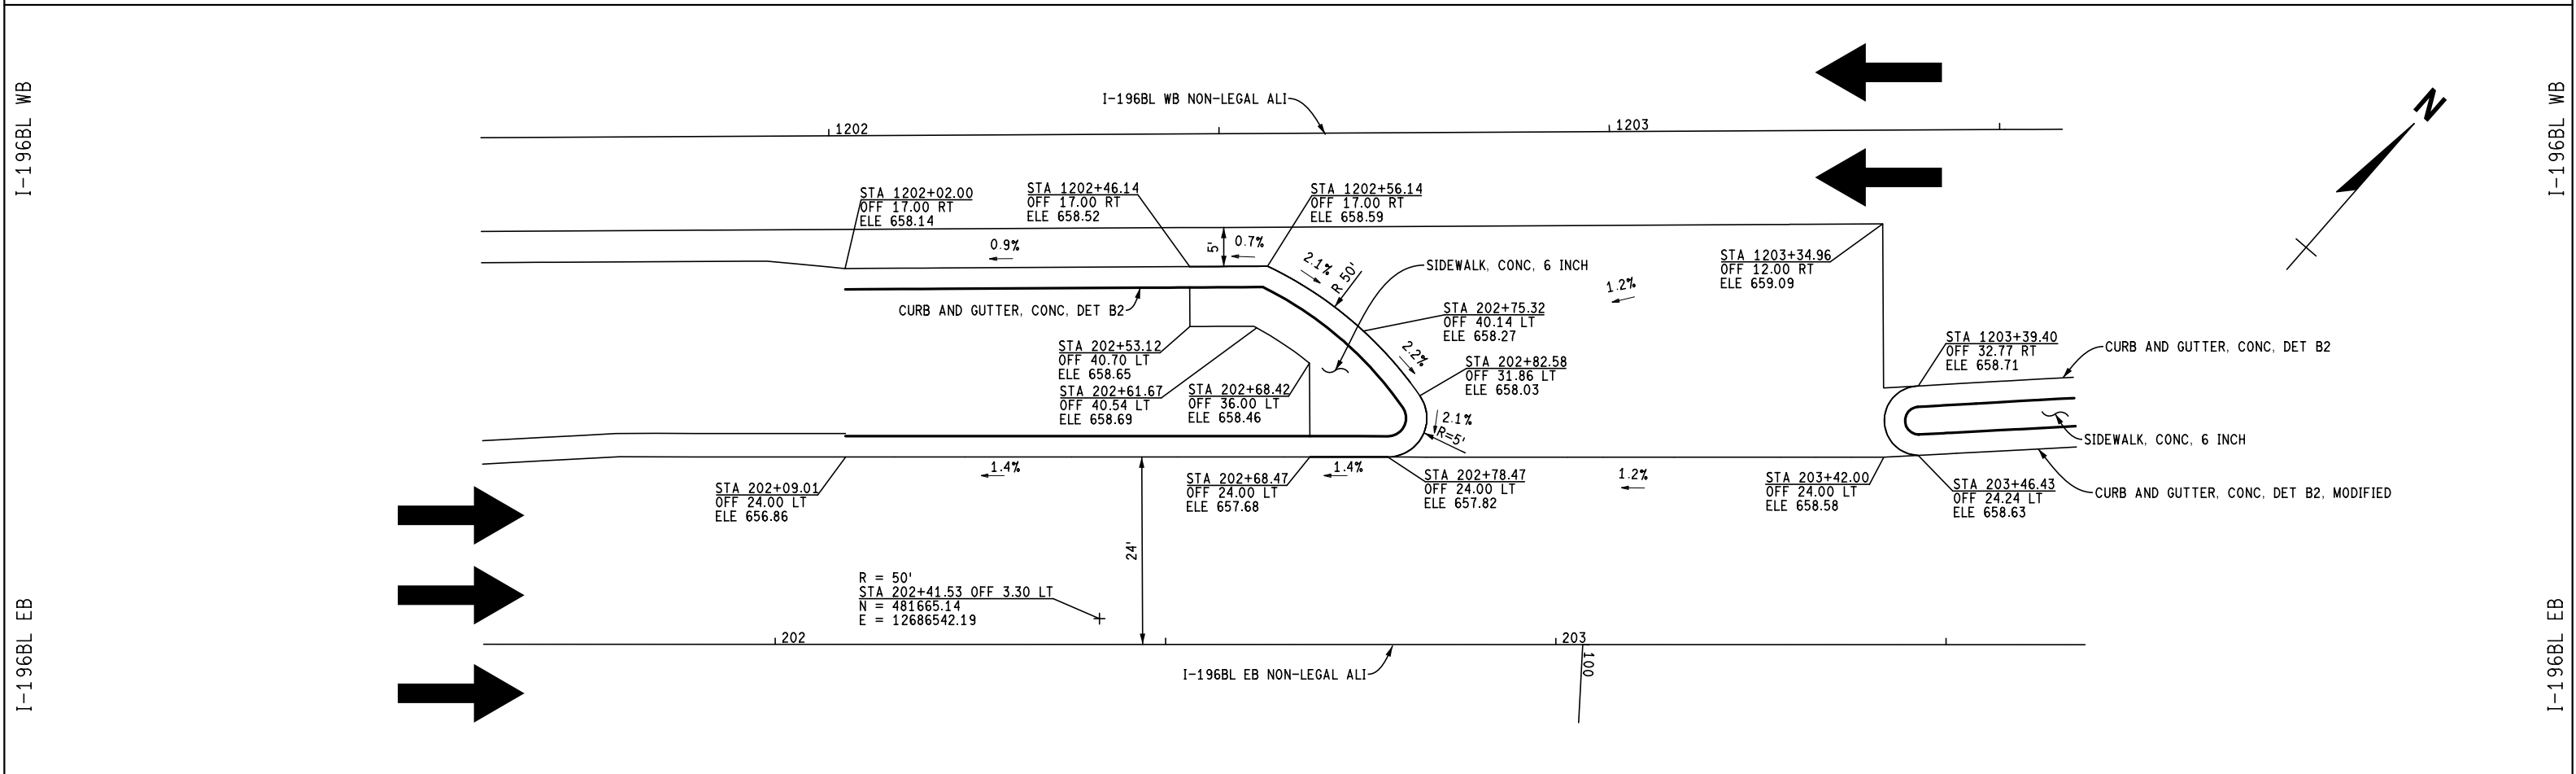 I-196BL WB
I-196BL WB
N
I-196BL WB NON-LEGAL ALI
1202
1203
STA 1202+02.00
OFF 17.00 RT
ELE 658.14
STA 1202+46.14
OFF 17.00 RT
ELE 658.52
STA 1202+56.14
OFF 17.00 RT
ELE 658.59
0.9%
5'
0.7%
2.1%
R 50'
SIDEWALK, CONC, 6 INCH
1.2%
STA 1203+34.96
OFF 12.00 RT
ELE 659.09
CURB AND GUTTER, CONC, DET B2
STA 202+75.32
OFF 40.14 LT
ELE 658.27
STA 202+53.12
OFF 40.70 LT
ELE 658.65
2.2%
STA 202+82.58
OFF 31.86 LT
ELE 658.03
STA 1203+39.40
OFF 32.77 RT
ELE 658.71
CURB AND GUTTER, CONC, DET B2
STA 202+61.67
OFF 40.54 LT
ELE 658.69
STA 202+68.42
OFF 36.00 LT
ELE 658.46
2.1%
R=5'
SIDEWALK, CONC, 6 INCH
1.4%
1.4%
1.2%
STA 202+09.01
OFF 24.00 LT
ELE 656.86
STA 202+68.47
OFF 24.00 LT
ELE 657.68
STA 202+78.47
OFF 24.00 LT
ELE 657.82
STA 203+42.00
OFF 24.00 LT
ELE 658.58
STA 203+46.43
OFF 24.24 LT
ELE 658.63
CURB AND GUTTER, CONC, DET B2, MODIFIED
24'
R = 50'
STA 202+41.53 OFF 3.30 LT
N = 481665.14
E = 12686542.19
202
203
100
I-196BL EB NON-LEGAL ALI
I-196BL EB
I-196BL EB